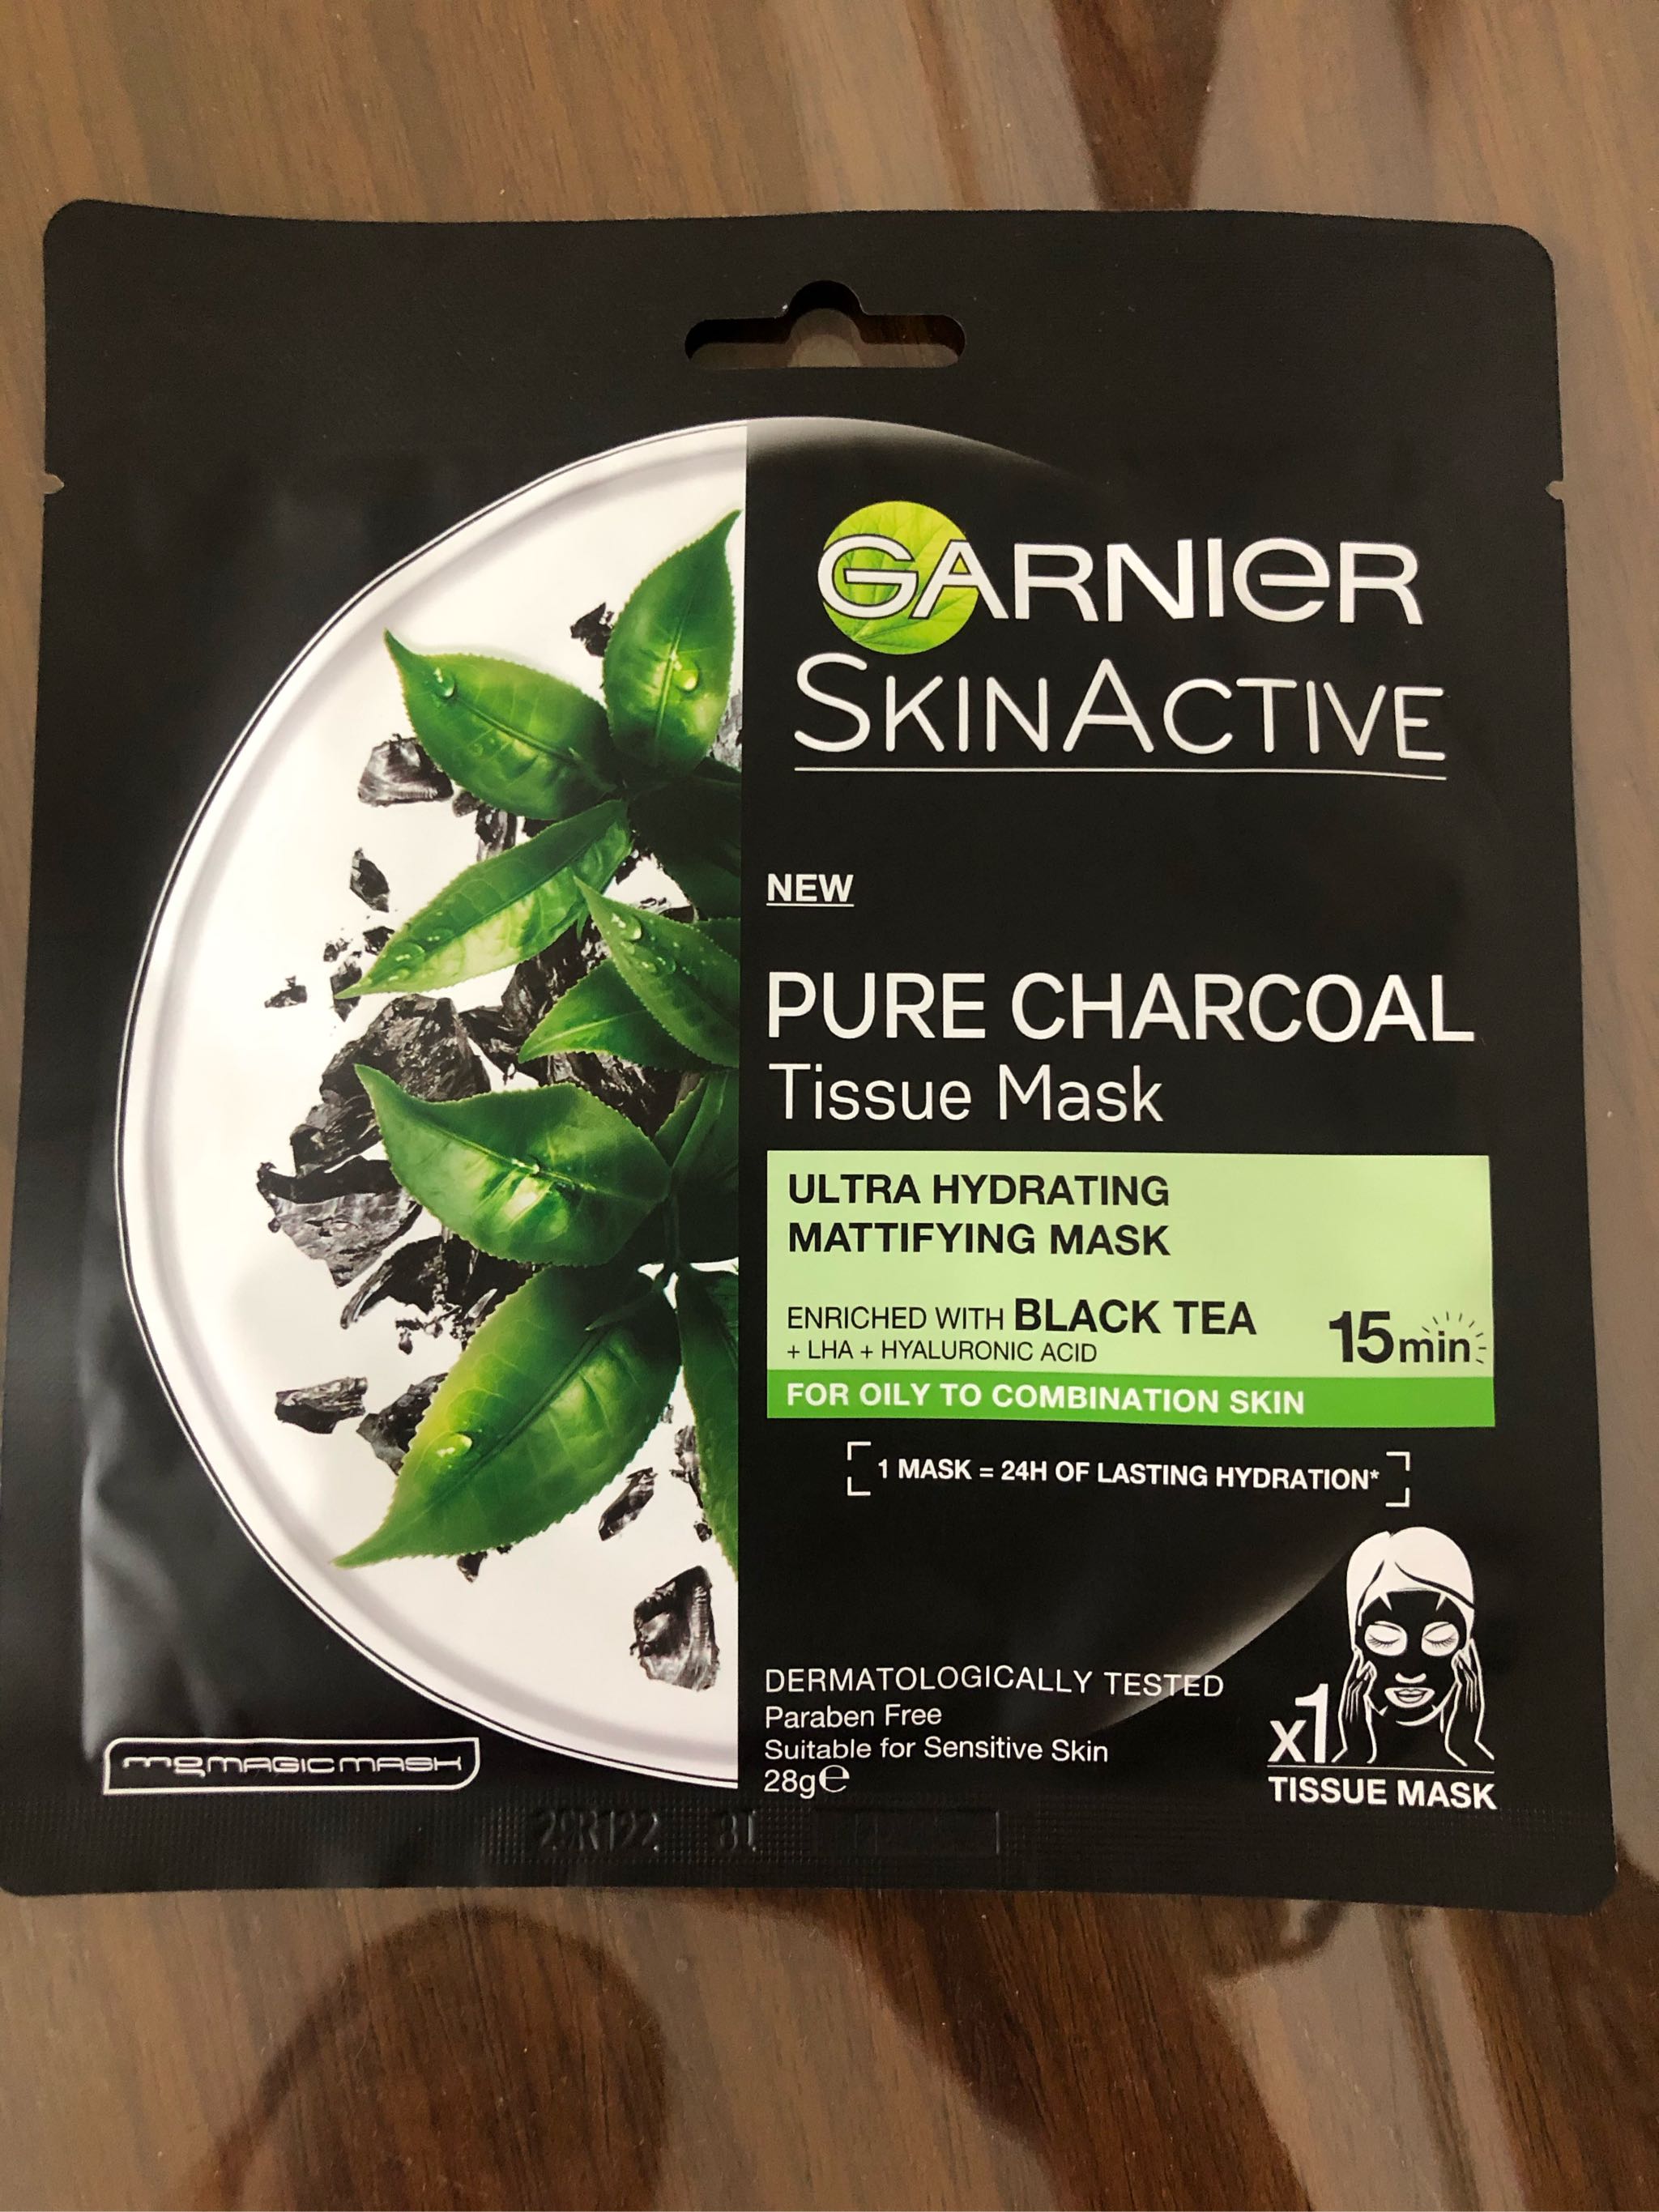 GARNIER
SKINACTIVE
NEW
PURE CHARCOAL
Tissue Mask
ULTRA HYDRATING
MATTIFYING MASK
ENRICHED WITH BLACK TEA
+ LHA + HYALURONIC ACID
15min
FOR OILY TO COMBINATION SKIN
1 MASK = 24H OF LASTING HYDRATION*
DERMATOLOGICALLY TESTED
Paraben Free
Suitable for Sensitive Skin
28g℮
x1
TISSUE MASK
MAGIC MASK